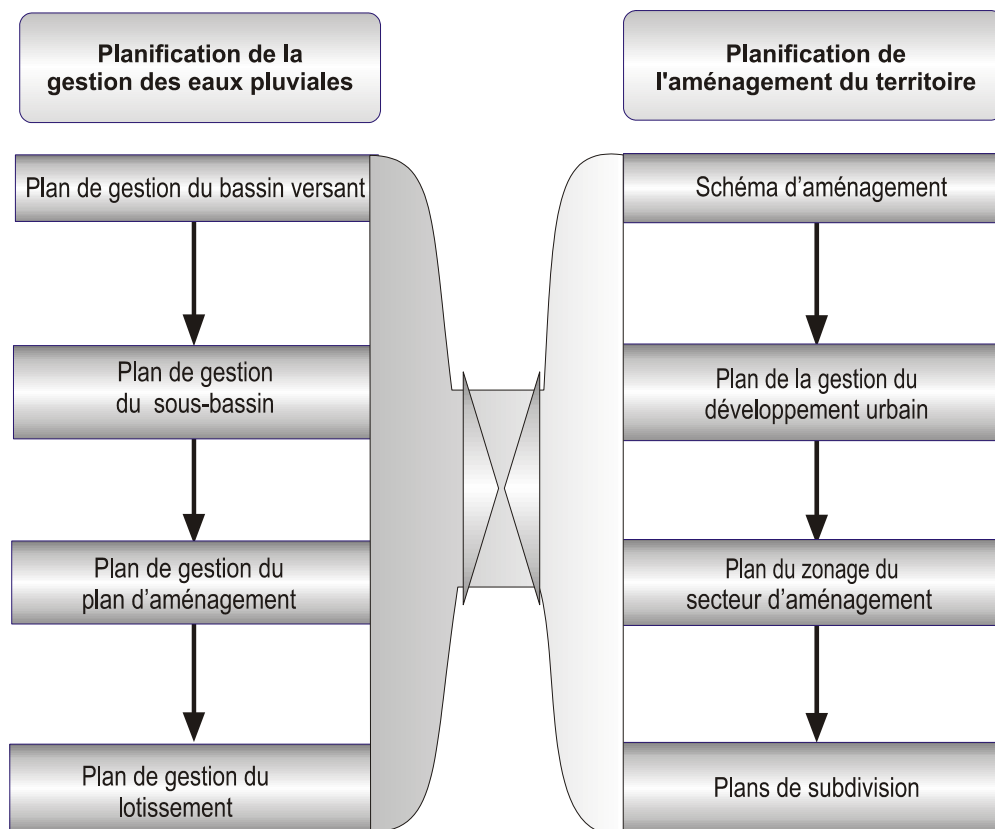 Planification de la
gestion des eaux pluviales
Plan de gestion du bassin versant
Plan de gestion
du sous-bassin
Plan de gestion du
plan d’aménagement
Plan de gestion du
lotissement
Planification de
l'aménagement du territoire
Schéma d’aménagement
Plan de la gestion du
développement urbain
Plan du zonage du
secteur d’aménagement
Plans de subdivision